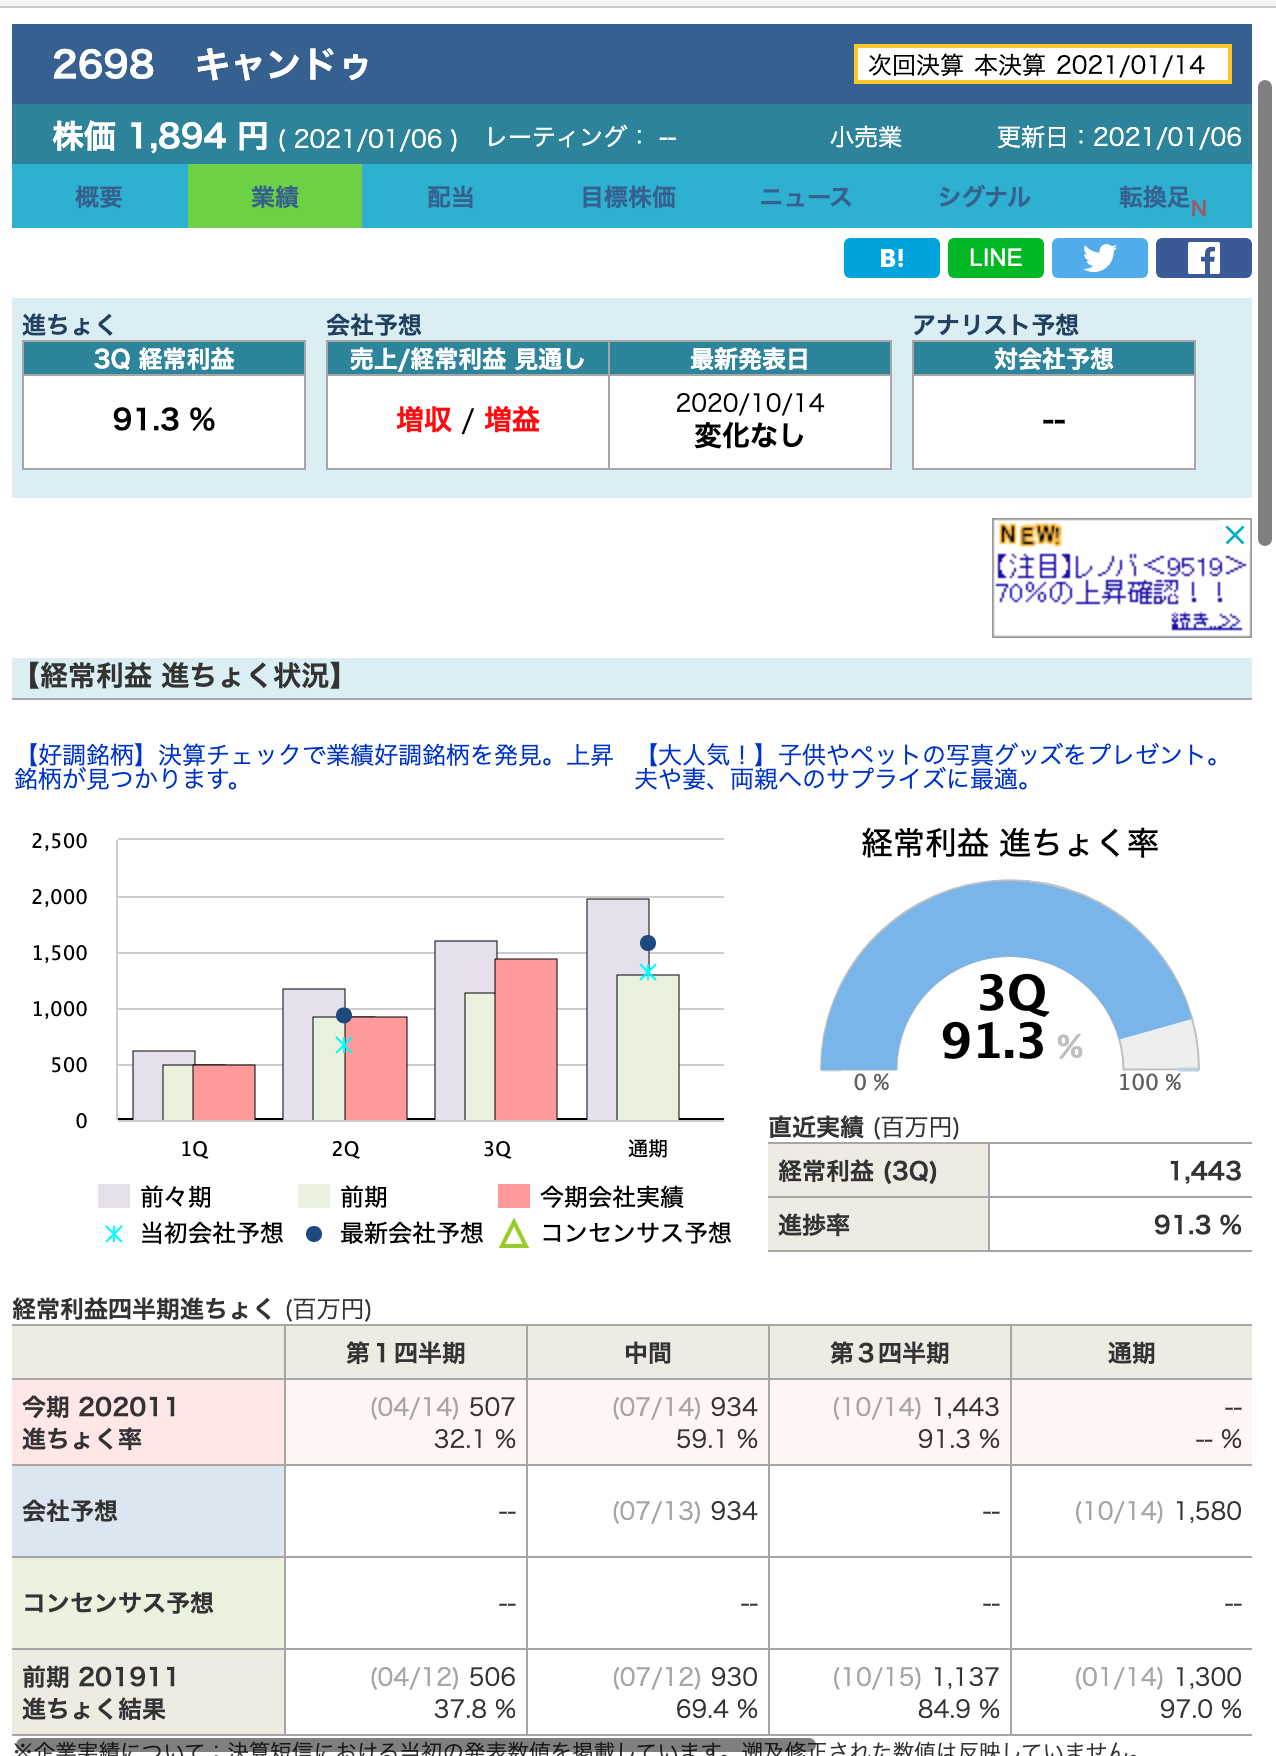 2698 キャンドゥ
次回決算 本決算 2021/01/14
株価 1,894 円 ( 2021/01/06 ) レーティング： -- 小売業 更新日：2021/01/06
概要 業績 配当 目標株価 ニュース シグナル 転換足N
B! LINE
進ちょく 会社予想 アナリスト予想
3Q 経常利益 売上/経常利益 見通し 最新発表日 対会社予想
91.3 % 増収 / 増益 2020/10/14 --
変化なし
NEW!
【注目】レノバ<9519>
70%の上昇確認！！
続き..>>
【経常利益 進ちょく状況】
【好調銘柄】決算チェックで業績好調銘柄を発見。上昇
銘柄が見つかります。
【大人気！】子供やペットの写真グッズをプレゼント。
夫や妻、両親へのサプライズに最適。
2,500
2,000
1,500
1,000
500
0
1Q 2Q 3Q 通期
前々期 前期 今期会社実績
当初会社予想 最新会社予想 コンセンサス予想
経常利益 進ちょく率
3Q
91.3 %
0 % 100 %
直近実績 (百万円)
経常利益 (3Q) 1,443
進捗率 91.3 %
経常利益四半期進ちょく (百万円)
第１四半期 中間 第３四半期 通期
今期 202011 (04/14) 507 (07/14) 934 (10/14) 1,443 --
進ちょく率 32.1 % 59.1 % 91.3 % -- %
会社予想 -- (07/13) 934 -- (10/14) 1,580
コンセンサス予想 -- -- -- --
前期 201911 (04/12) 506 (07/12) 930 (10/15) 1,137 (01/14) 1,300
進ちょく結果 37.8 % 69.4 % 84.9 % 97.0 %
※企業実績について：決算短信における当初の発表数値を掲載しています。遡及修正された数値は反映していません。